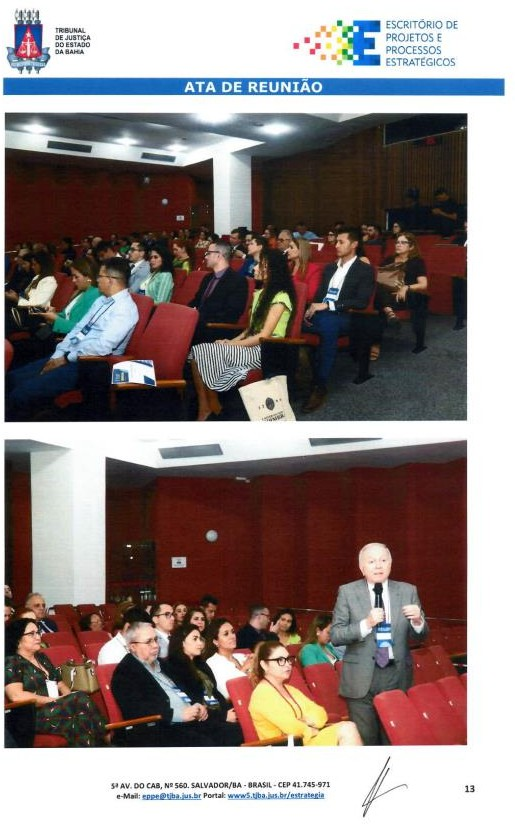 TRIBUNAL
DE JUSTIÇA
DO ESTADO
DA BAHIA
ESCRITÓRIO DE
PROJETOS E
PROCESSOS
ESTRATÉGICOS
ATA DE REUNIÃO
5ª AV. DO CAB, Nº 560. SALVADOR/BA - BRASIL - CEP 41.745-971
e-Mail: eppe@tjba.jus.br Portal: www5.tjba.jus.br/estrategia
13